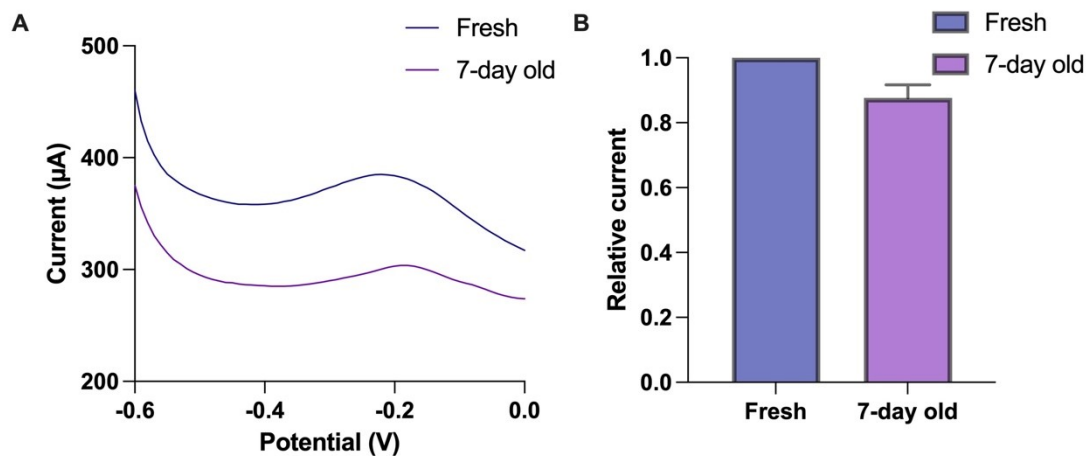 A
Fresh
7-day old
500
400
300
200
Current (µA)
-0.6
-0.4
-0.2
0.0
Potential (V)
B
Fresh
7-day old
1.0
0.8
0.6
0.4
0.2
0.0
Relative current
Fresh
7-day old